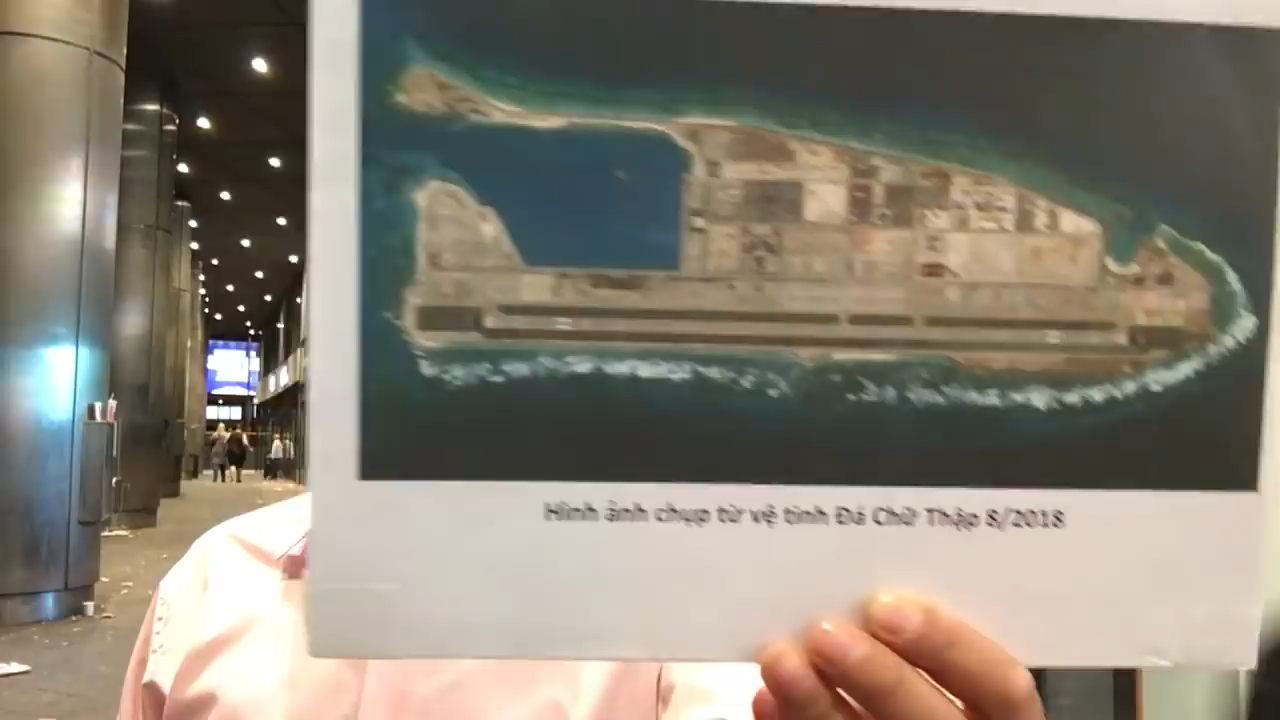 Hình ảnh chụp từ vệ tinh Đá Chữ Thập 8/2018